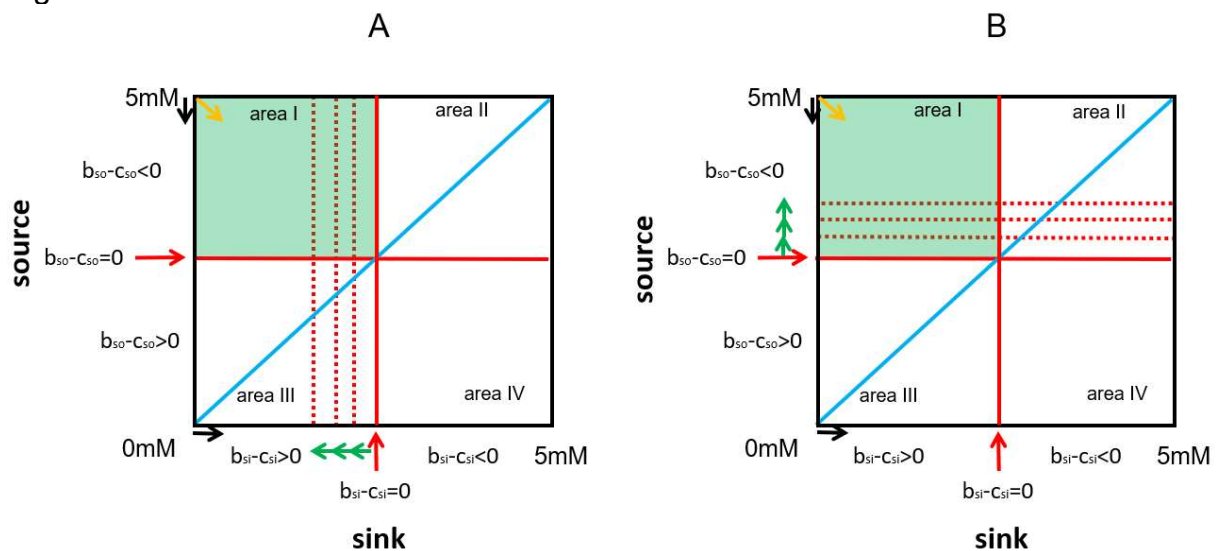 A
B
5mM
area I
area II
bso-cso<0
source
bso-cso=0
bso-cso>0
area III
area IV
0mM
bsi-csi>0
bsi-csi<0
5mM
bsi-csi=0
sink
5mM
area I
area II
bso-cso<0
source
bso-cso=0
bso-cso>0
area III
area IV
0mM
bsi-csi>0
bsi-csi<0
5mM
bsi-csi=0
sink